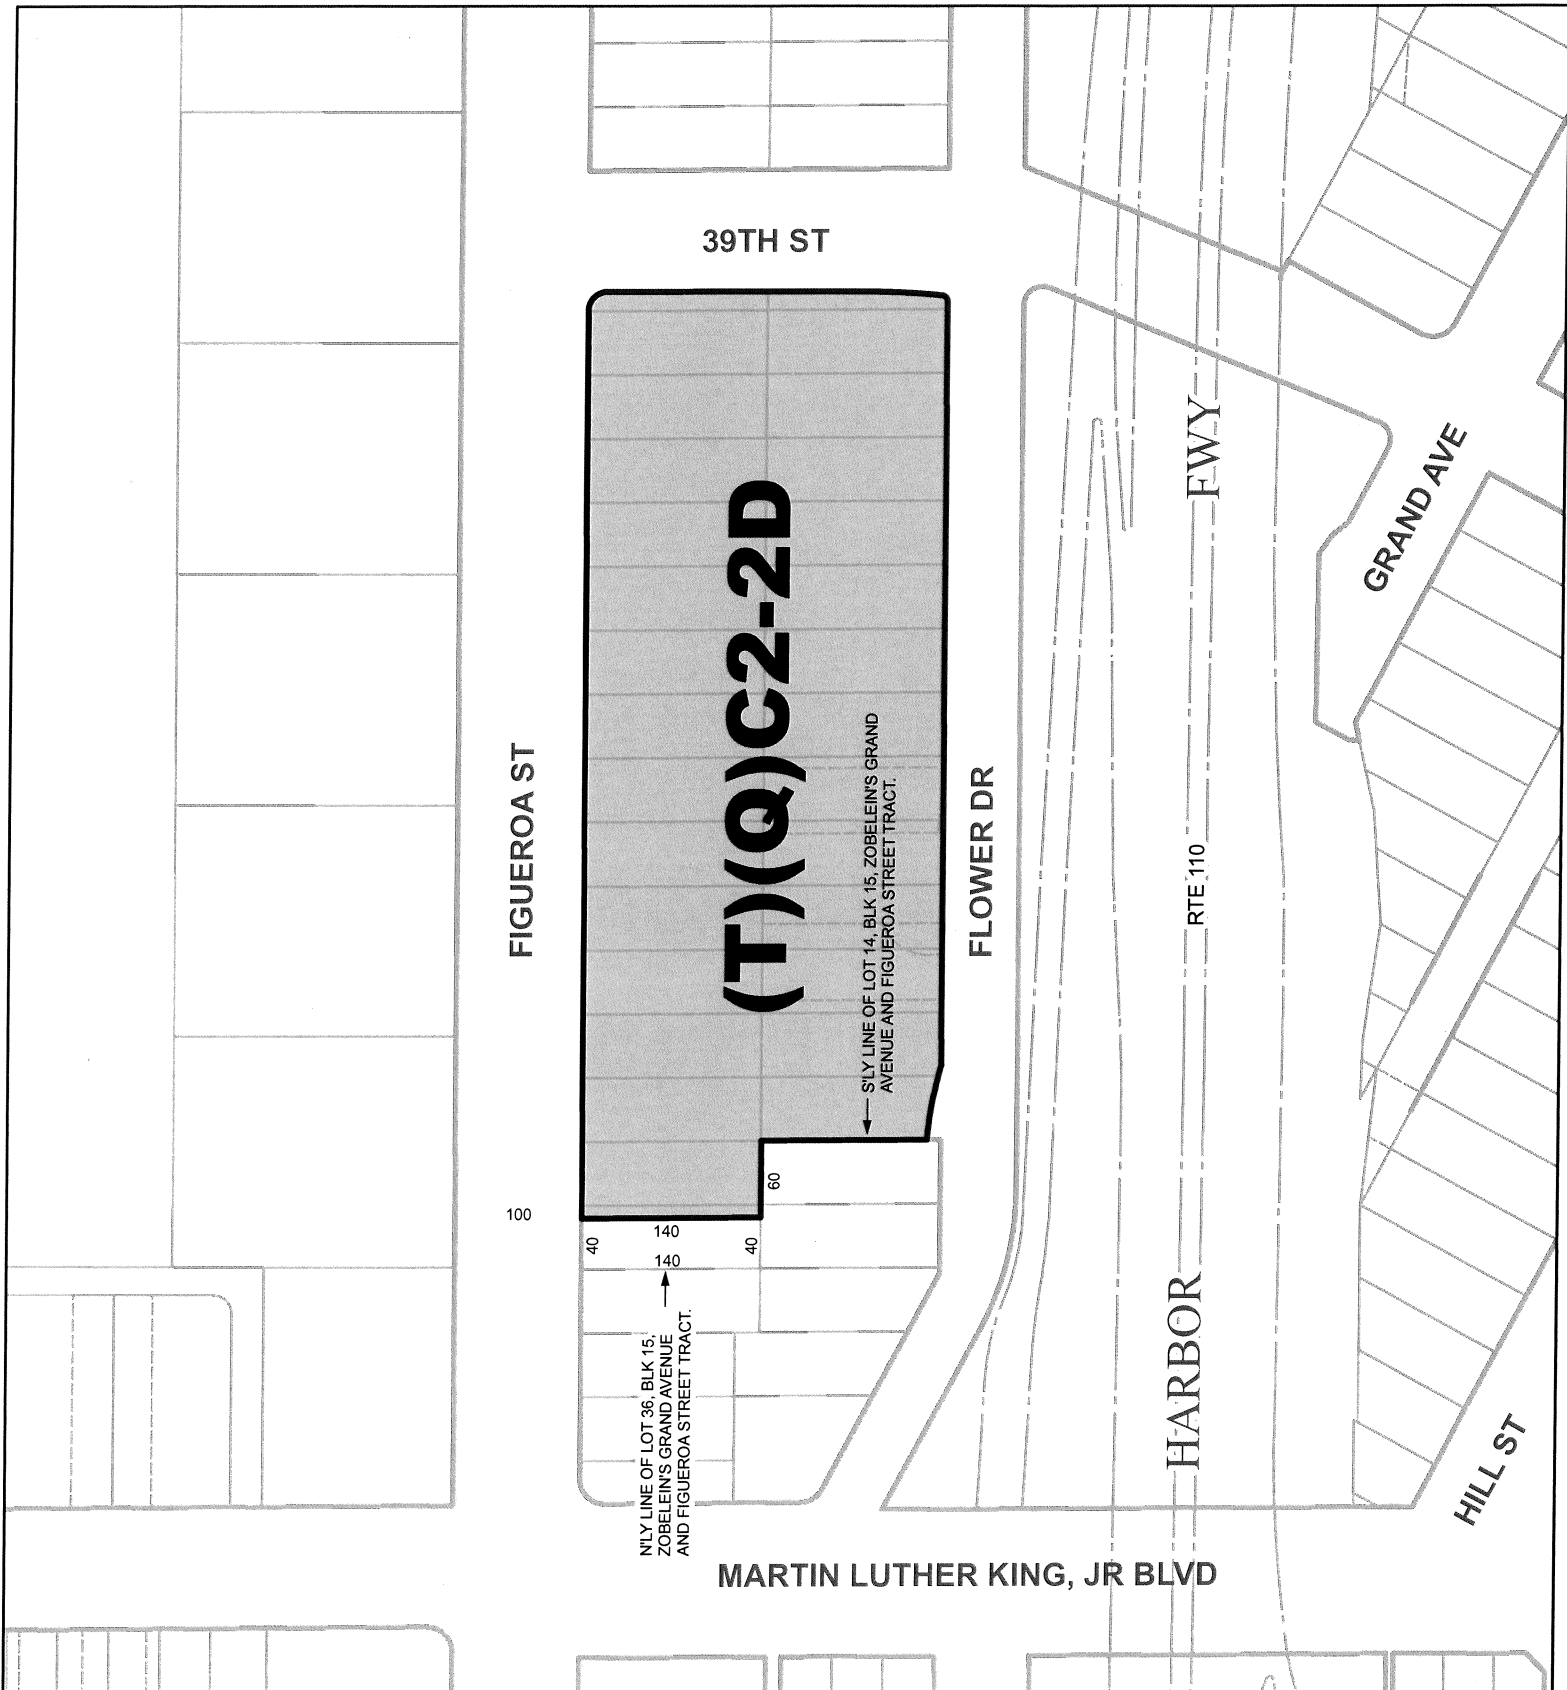 39TH ST
FWY
GRAND AVE
(T)(Q)C2-2D
S'LY LINE OF LOT 14, BLK 15, ZOBELEIN'S GRAND
AVENUE AND FIGUEROA STREET TRACT.
FIGUEROA ST
FLOWER DR
RTE 110
60
100
40
140
40
140
N'LY LINE OF LOT 36, BLK 15,
ZOBELEIN'S GRAND AVENUE
AND FIGUEROA STREET TRACT.
HARBOR
HILL ST
MARTIN LUTHER KING, JR BLVD